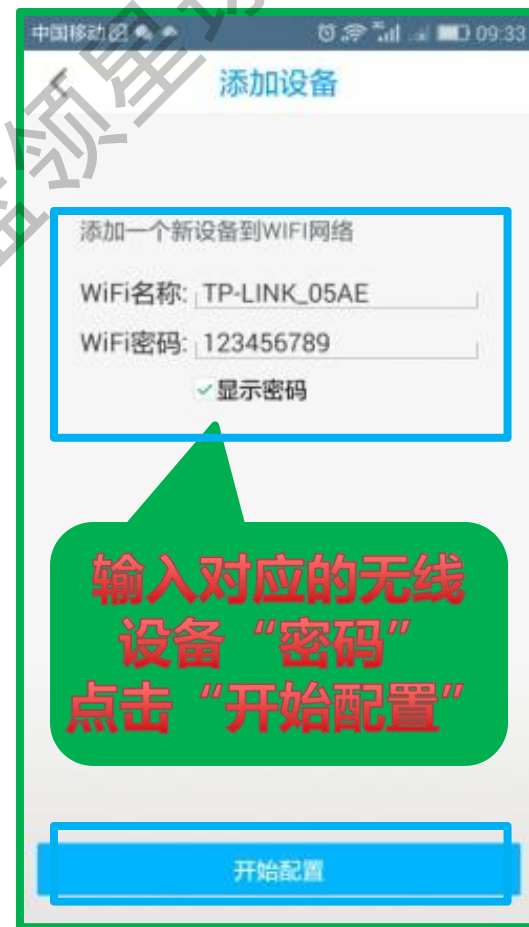 中国移动
09:33
添加设备
添加一个新设备到WIFI网络
WiFi名称: TP-LINK_05AE
WiFi密码: 123456789
显示密码
输入对应的无线
设备“密码”
点击“开始配置”
开始配置